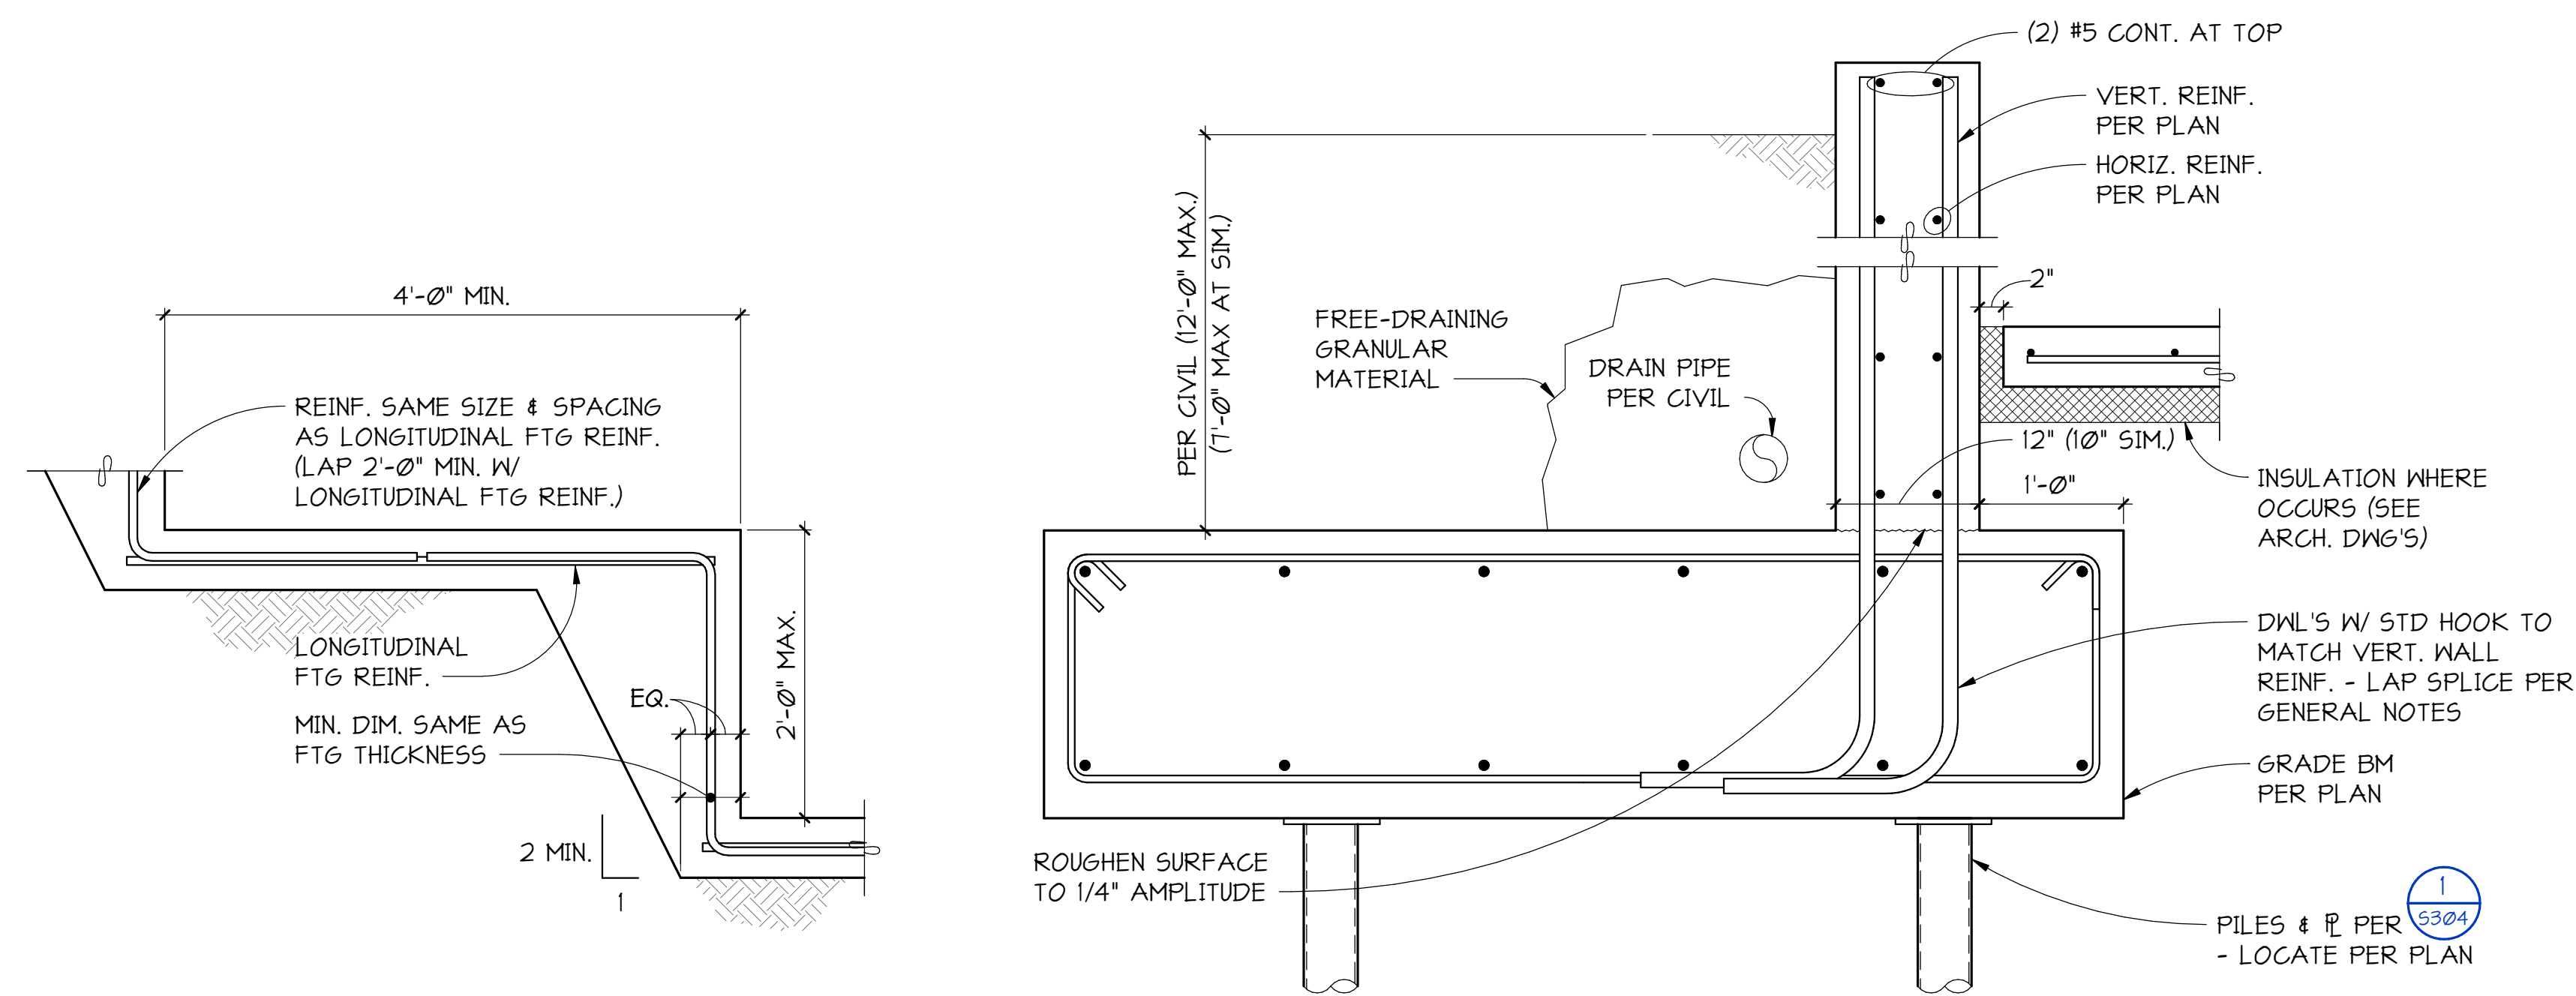 4'-0" MIN.
REINF. SAME SIZE & SPACING
AS LONGITUDINAL FTG REINF.
(LAP 2'-0" MIN. W/
LONGITUDINAL FTG REINF.)
LONGITUDINAL
FTG REINF.
MIN. DIM. SAME AS
FTG THICKNESS
EQ.
2'-0" MAX.
2 MIN.
1
(2) #5 CONT. AT TOP
VERT. REINF.
PER PLAN
HORIZ. REINF.
PER PLAN
PER CIVIL (12'-0" MAX.)
(7'-0" MAX AT SIM.)
FREE-DRAINING
GRANULAR
MATERIAL
DRAIN PIPE
PER CIVIL
2"
12" (10" SIM.)
1'-0"
INSULATION WHERE
OCCURS (SEE
ARCH. DWG'S)
DWL'S W/ STD HOOK TO
MATCH VERT. WALL
REINF. - LAP SPLICE PER
GENERAL NOTES
GRADE BM
PER PLAN
ROUGHEN SURFACE
TO 1/4" AMPLITUDE
PILES & PL PER
- LOCATE PER PLAN
1
S304